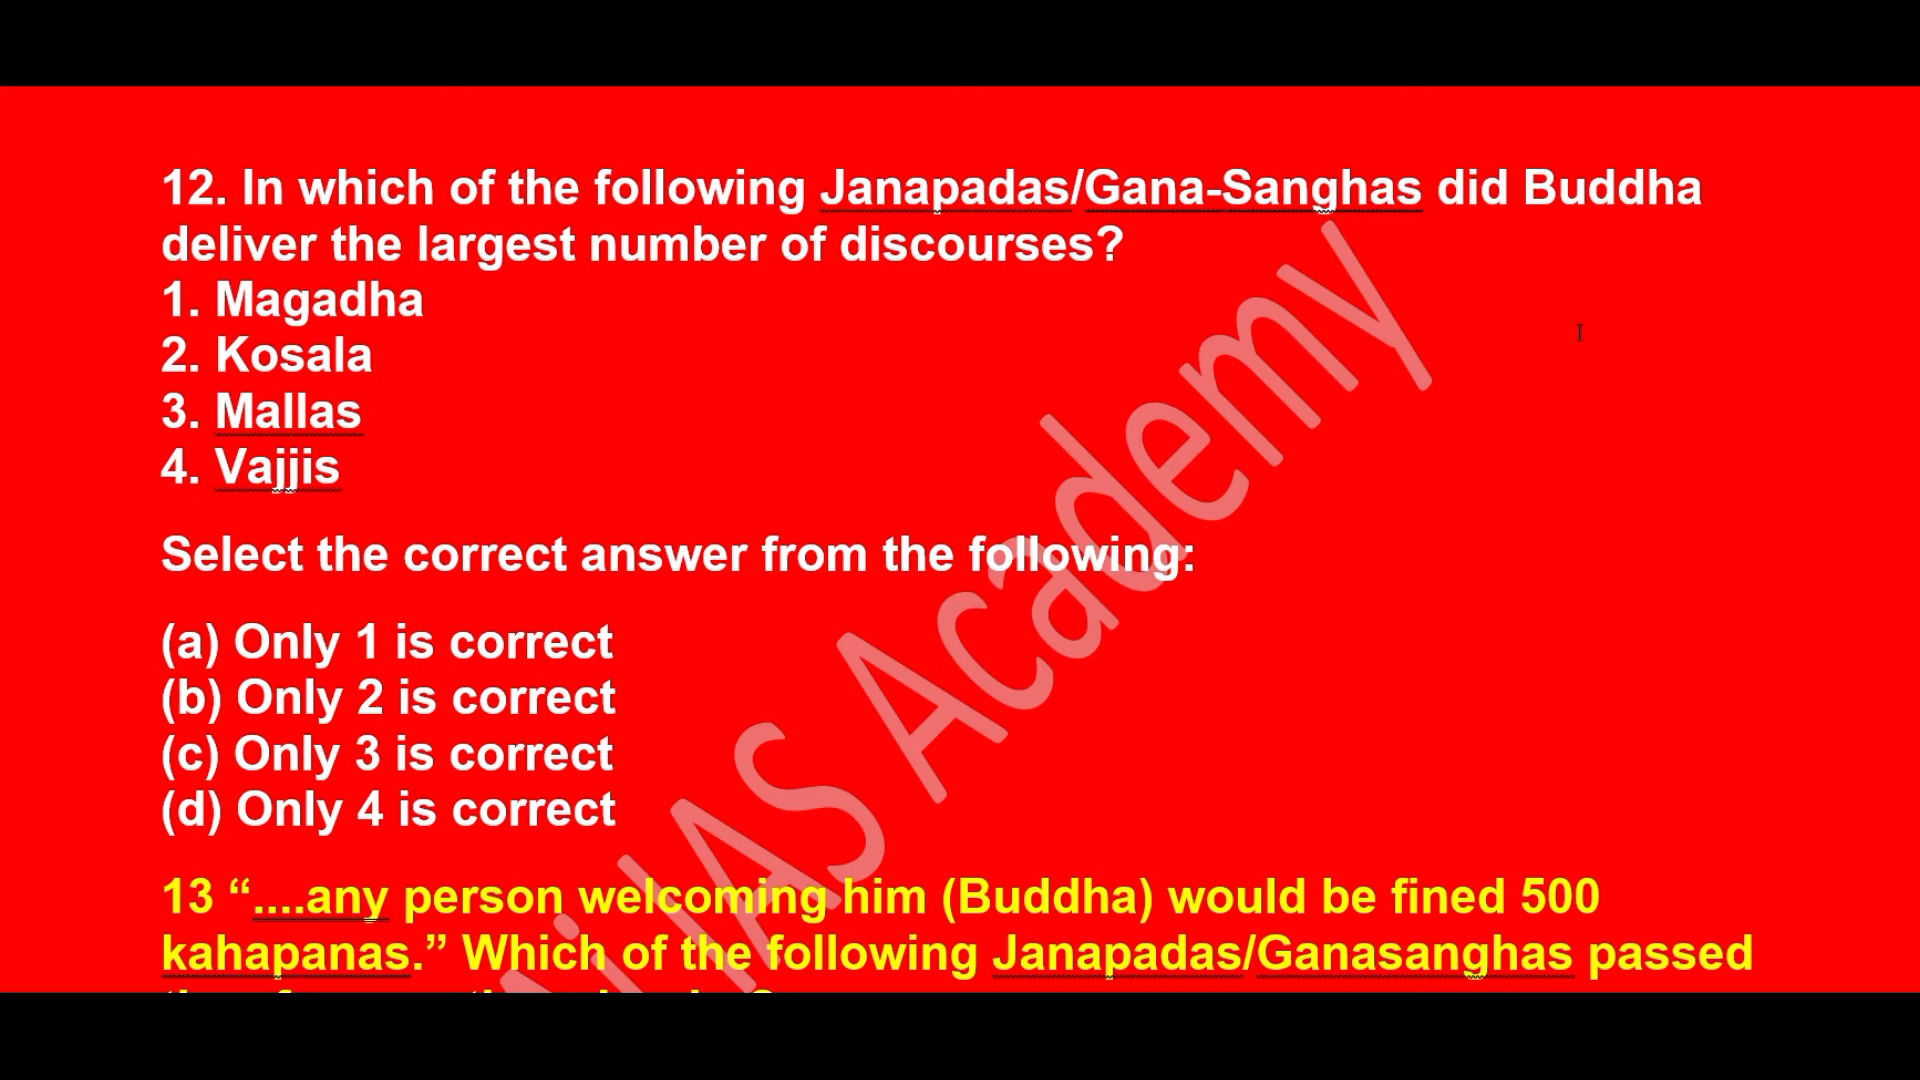 12. In which of the following Janapadas/Gana-Sanghas did Buddha
deliver the largest number of discourses?
1. Magadha
2. Kosala
3. Mallas
4. Vajjis
Select the correct answer from the following:
(a) Only 1 is correct
(b) Only 2 is correct
(c) Only 3 is correct
(d) Only 4 is correct
13 “....any person welcoming him (Buddha) would be fined 500
kahapanas.” Which of the following Janapadas/Ganasanghas passed
IAS Academy